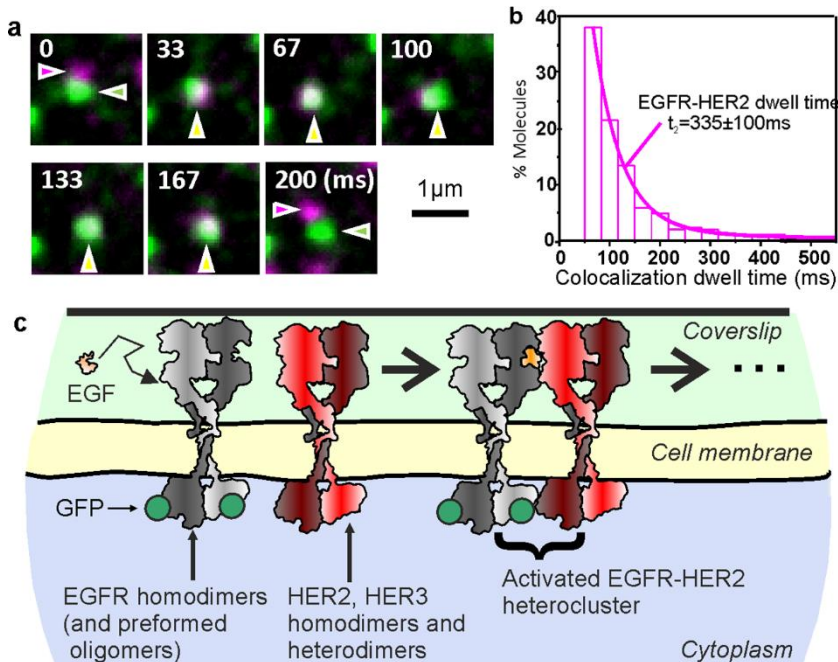 a
0
33
67
100
133
167
200 (ms)
1µm
b
% Molecules
40
30
20
10
0
EGFR-HER2 dwell time
t₂=335±100ms
0
100
200
300
400
500
Colocalization dwell time (ms)
c
Coverslip
EGF
Cell membrane
GFP
Activated EGFR-HER2
heterocluster
EGFR homodimers
(and preformed
oligomers)
HER2, HER3
homodimers and
heterodimers
Cytoplasm